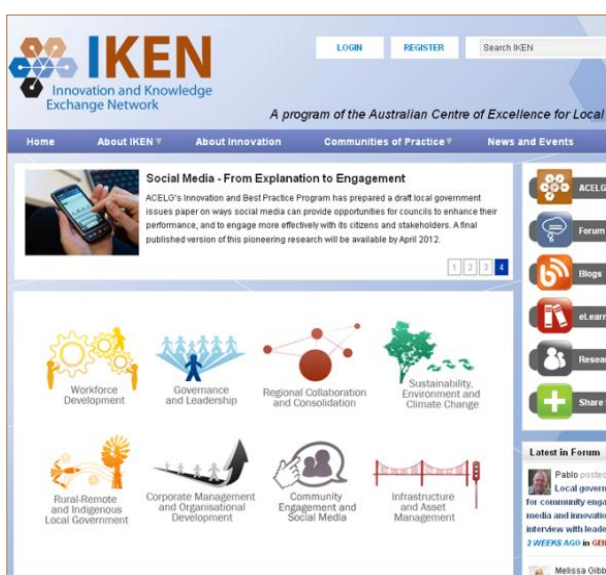 IKEN
Innovation and Knowledge
Exchange Network
LOGIN
REGISTER
Search IKEN
A program of the Australian Centre of Excellence for Local
Home
About IKEN
About Innovation
Communities of Practice
News and Events
Social Media - From Explanation to Engagement
ACELG's Innovation and Best Practice Program has prepared a draft local government
issues paper on ways social media can provide opportunities for councils to enhance their
performance, and to engage more effectively with its citizens and stakeholders. A final
published version of this pioneering research will be available by April 2012.
1 2 3 4
Workforce
Development
Governance
and Leadership
Regional Collaboration
and Consolidation
Sustainability,
Environment and
Climate Change
Rural-Remote
and Indigenous
Local Government
Corporate Management
and Organisational
Development
Community
Engagement and
Social Media
Infrastructure
and Asset
Management
ACELG
Forum
Blogs
eLearn
Resea
Share
Latest in Forum
Pablo posted
Local governm
for community enga
media and innovatio
interview with leade
2 WEEKS AGO in GEN
Melissa Gibb